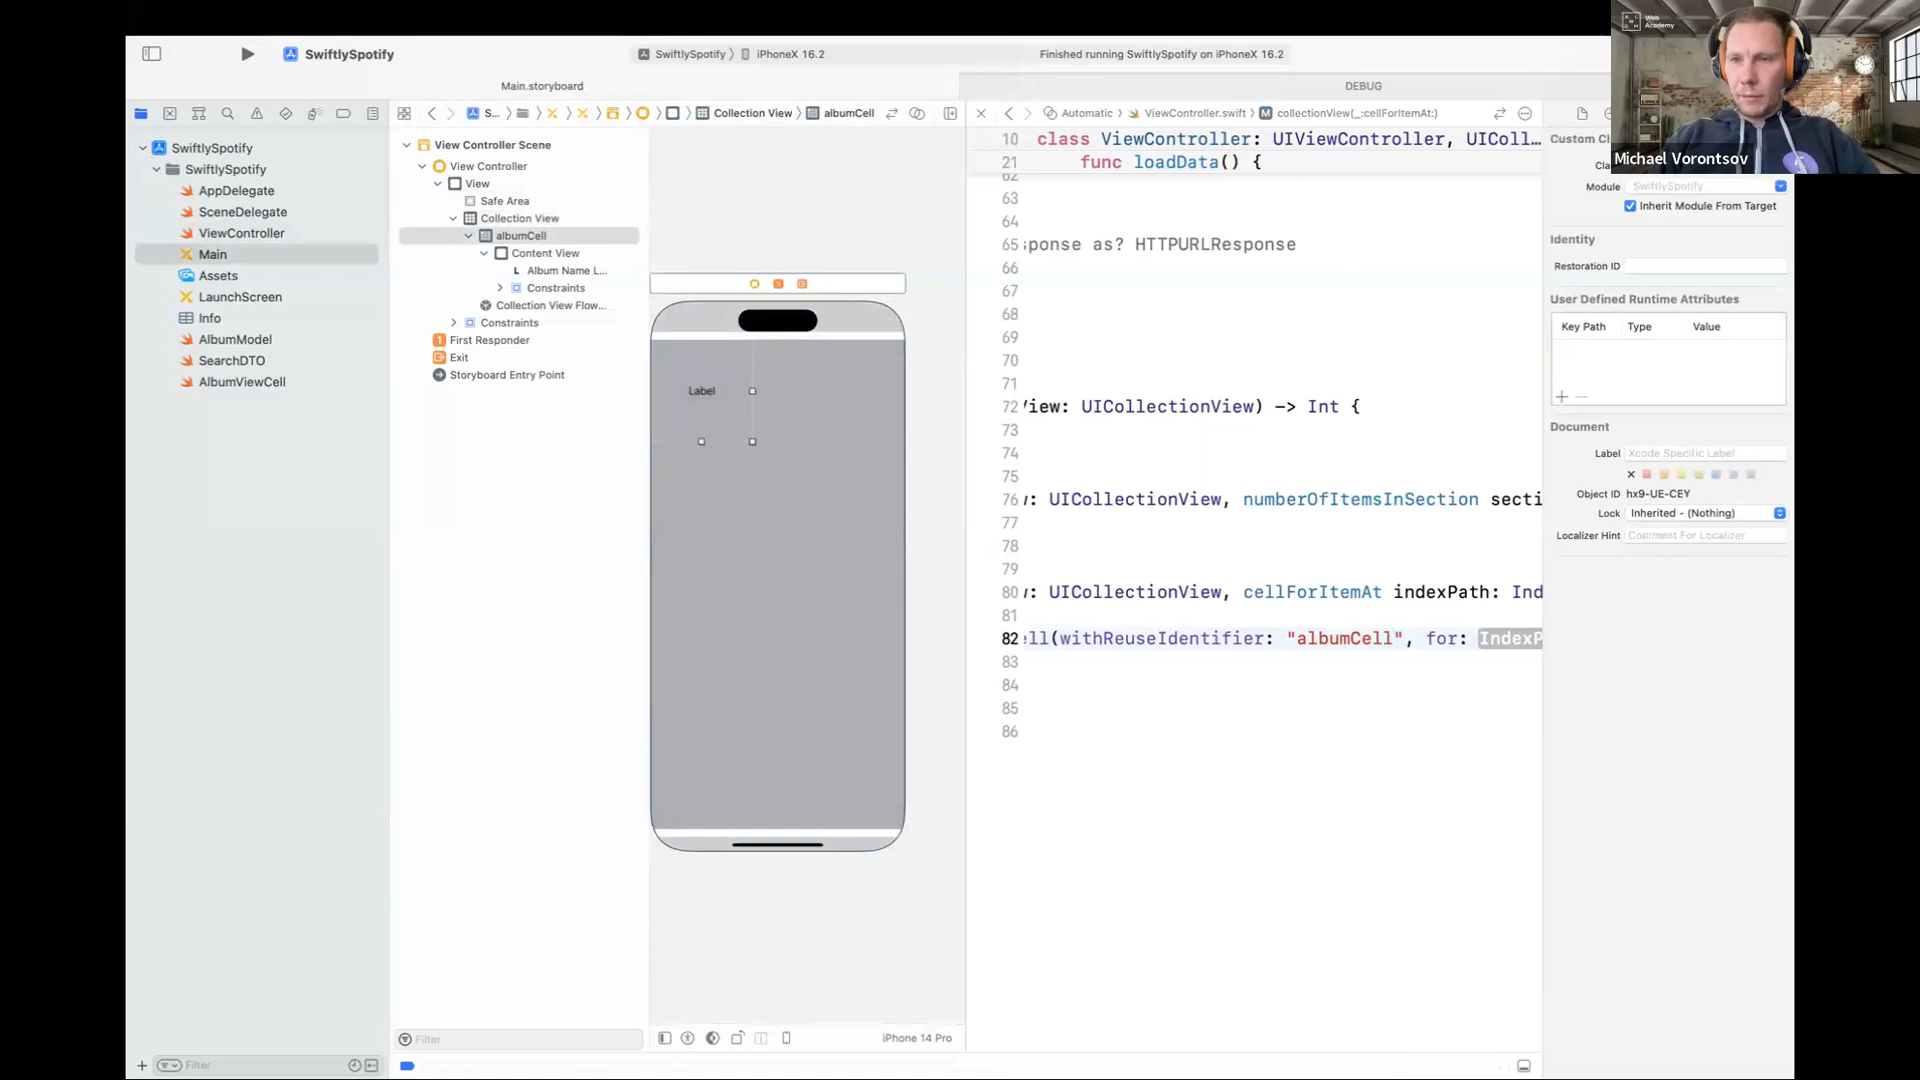 Web
Academy
Michael Vorontsov
SwiftlySpotify
SwiftlySpotify
iPhoneX 16.2
Finished running SwiftlySpotify on iPhoneX 16.2
Main.storyboard
DEBUG
S...
Collection View
albumCell
Automatic
ViewController.swift
collectionView(_:cellForItemAt:)
SwiftlySpotify
SwiftlySpotify
AppDelegate
SceneDelegate
ViewController
Main
Assets
LaunchScreen
Info
AlbumModel
SearchDTO
AlbumViewCell
Filter
View Controller Scene
View Controller
View
Safe Area
Collection View
albumCell
Content View
L Album Name L...
Constraints
Collection View Flow...
Constraints
1 First Responder
Exit
Storyboard Entry Point
Filter
Label
iPhone 14 Pro
10 class ViewController: UIViewController, UIColl...
21 func loadData() {
62
63
64
65 sponse as? HTTPURLResponse
66
67
68
69
70
71
72 View: UICollectionView) -> Int {
73
74
75
76 w: UICollectionView, numberOfItemsInSection secti
77
78
79
80 w: UICollectionView, cellForItemAt indexPath: Ind
81
82 ell(withReuseIdentifier: "albumCell", for: IndexP
83
84
85
86
Custom Cl
Cla
Module SwiftlySpotify
Inherit Module From Target
Identity
Restoration ID
User Defined Runtime Attributes
Key Path Type Value
Document
Label Xcode Specific Label
Object ID hx9-UE-CEY
Lock Inherited - (Nothing)
Localizer Hint Comment For Localizer